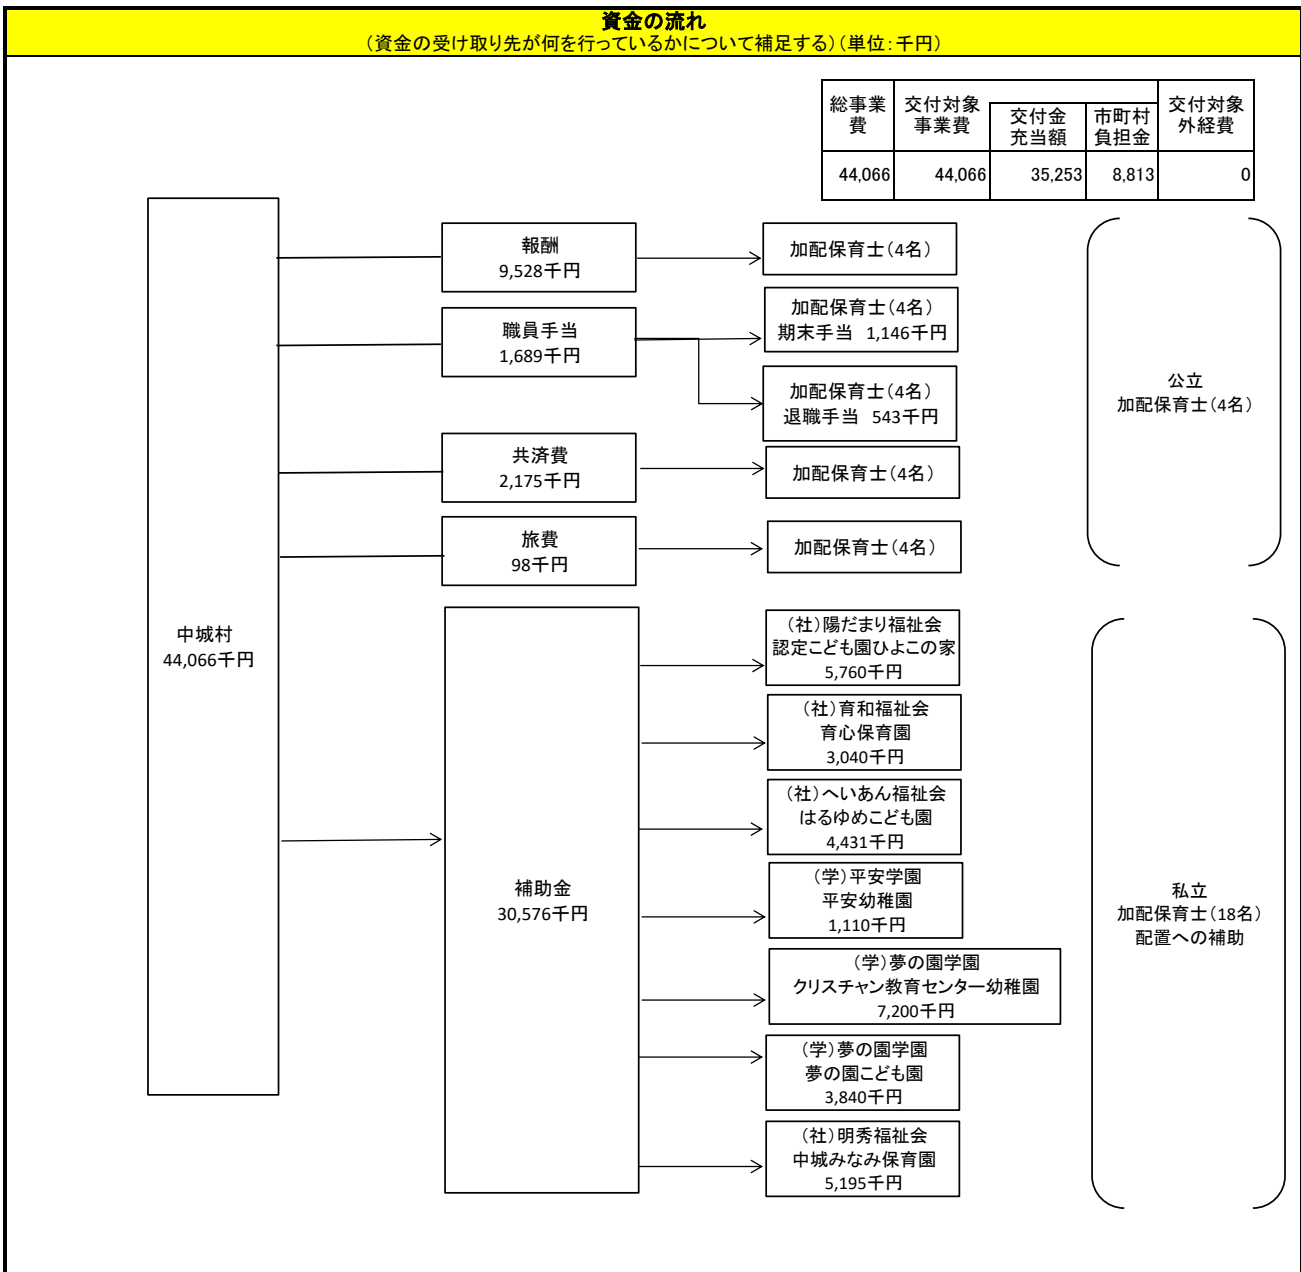 資金の流れ
（資金の受け取り先が何を行っているかについて補足する）（単位：千円）
総事業費
交付対象事業費
交付金充当額
市町村負担金
交付対象外経費
44,066
44,066
35,253
8,813
0
中城村
44,066千円
報酬
9,528千円
加配保育士（4名）
職員手当
1,689千円
加配保育士（4名）
期末手当 1,146千円
加配保育士（4名）
退職手当 543千円
共済費
2,175千円
加配保育士（4名）
旅費
98千円
加配保育士（4名）
公立
加配保育士（4名）
補助金
30,576千円
（社）陽だまり福祉会
認定こども園ひよこの家
5,760千円
（社）育和福祉会
育心保育園
3,040千円
（社）へいあん福祉会
はるゆめこども園
4,431千円
（学）平安学園
平安幼稚園
1,110千円
（学）夢の園学園
クリスチャン教育センター幼稚園
7,200千円
（学）夢の園学園
夢の園こども園
3,840千円
（社）明秀福祉会
中城みなみ保育園
5,195千円
私立
加配保育士（18名）
配置への補助